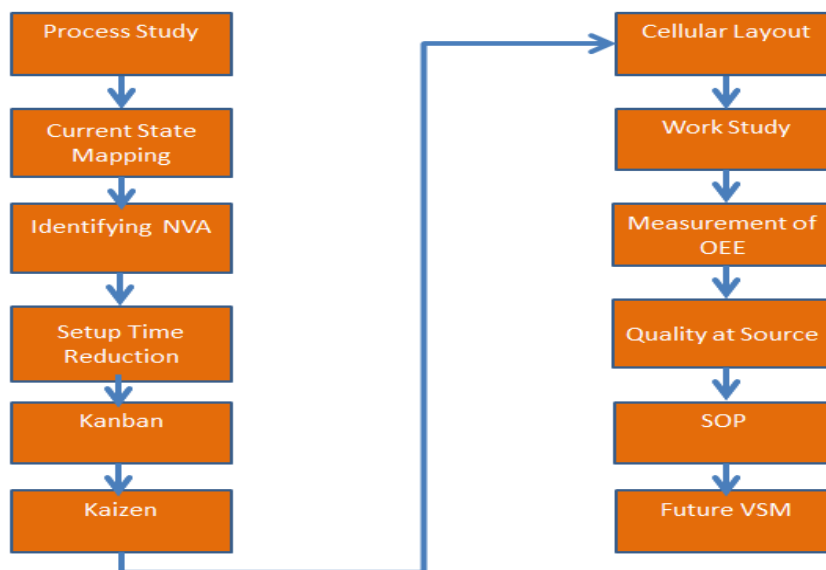 Process Study
Current State
Mapping
Identifying NVA
Setup Time
Reduction
Kanban
Kaizen
Cellular Layout
Work Study
Measurement of
OEE
Quality at Source
SOP
Future VSM